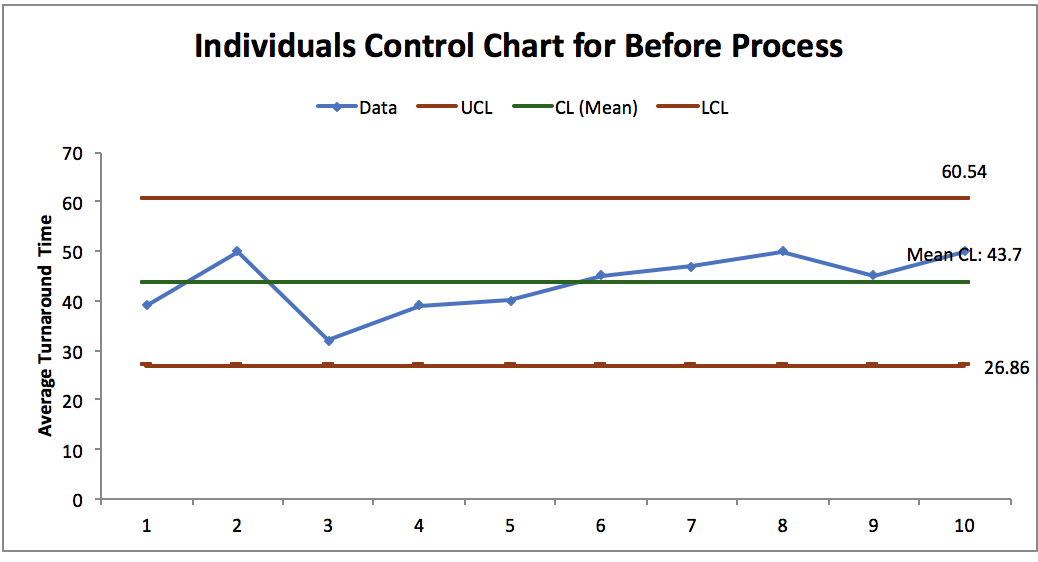 Individuals Control Chart for Before Process
Data UCL CL (Mean) LCL
70
60.54
60
50
Mean CL: 43.7
40
30
26.86
20
10
0
Average Turnaround Time
1 2 3 4 5 6 7 8 9 10